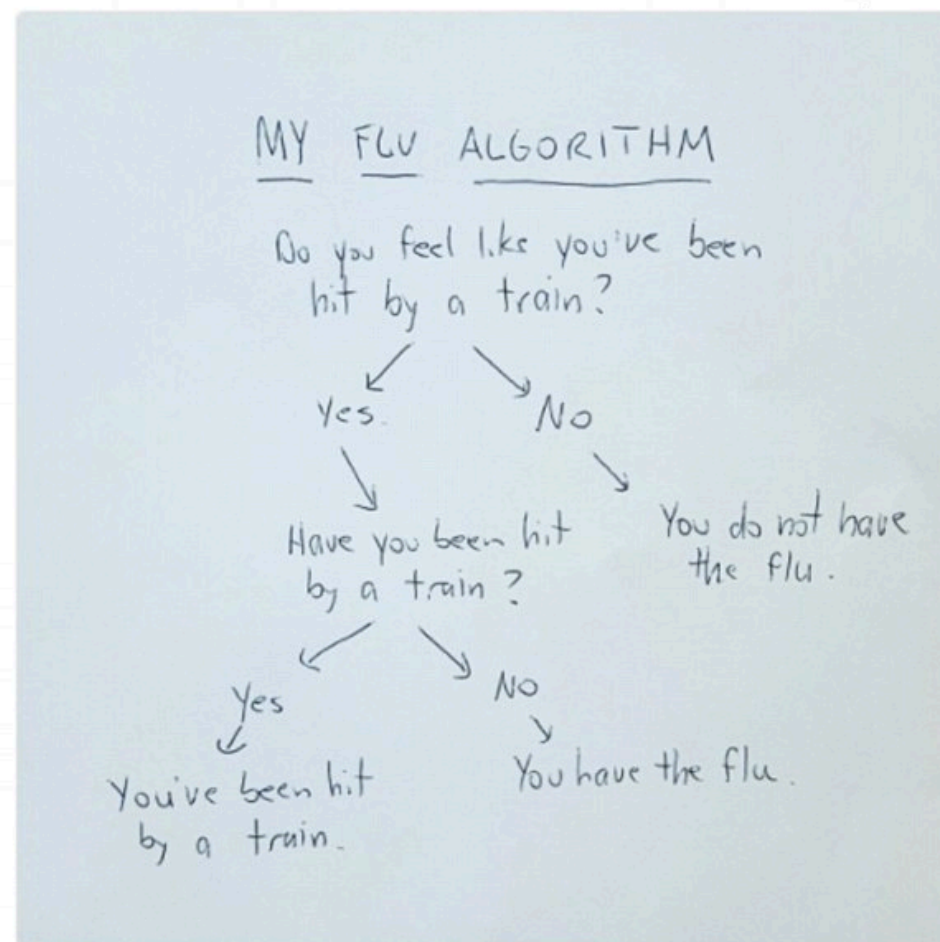 MY FLU ALGORITHM
Do you feel like you've been
hit by a train?
Yes.
No
Have you been hit
by a train?
You do not have
the flu.
Yes
No
You've been hit
by a train.
You have the flu.